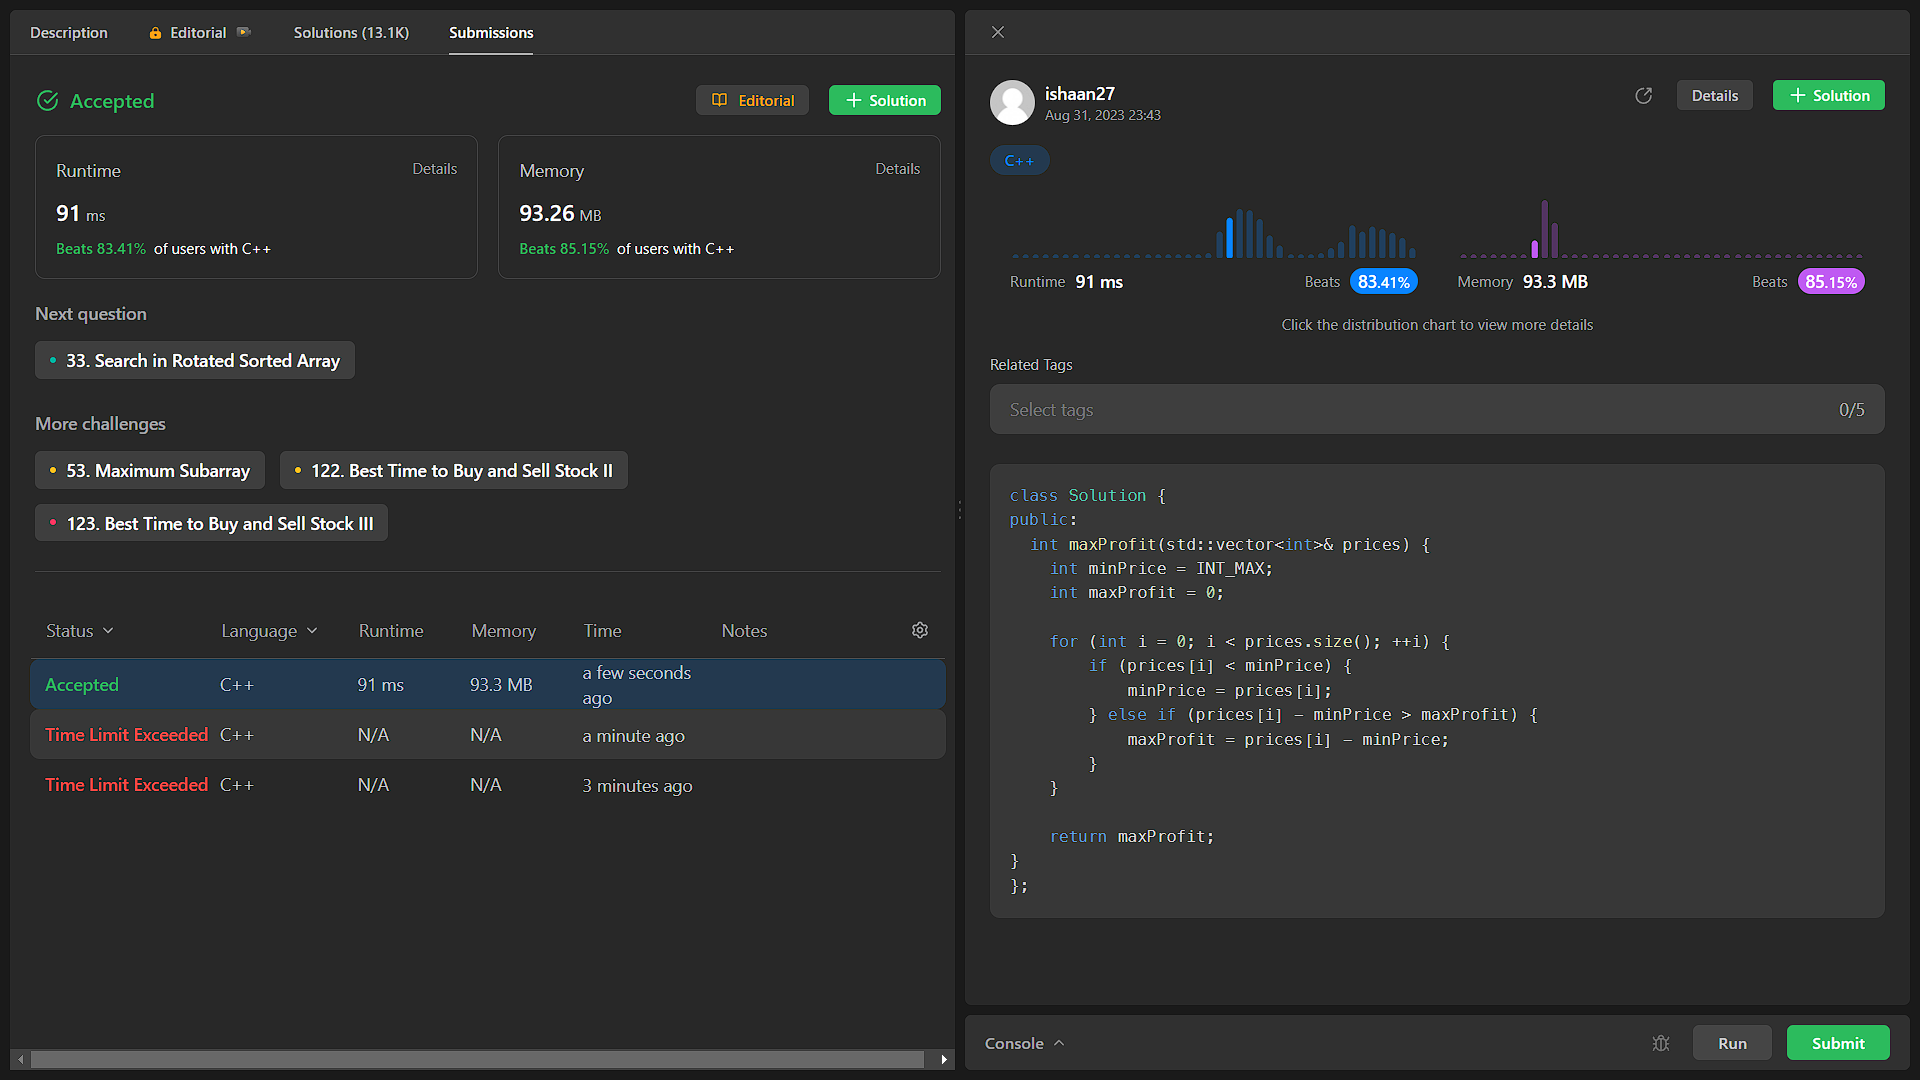 Description Editorial Solutions (13.1K) Submissions
Accepted Editorial + Solution
Runtime Details
91 ms
Beats 83.41% of users with C++
Memory Details
93.26 MB
Beats 85.15% of users with C++
Next question
33. Search in Rotated Sorted Array
More challenges
53. Maximum Subarray 122. Best Time to Buy and Sell Stock II
123. Best Time to Buy and Sell Stock III
Status Language Runtime Memory Time Notes
Accepted C++ 91 ms 93.3 MB a few seconds ago
Time Limit Exceeded C++ N/A N/A a minute ago
Time Limit Exceeded C++ N/A N/A 3 minutes ago
ishaan27 Details + Solution
Aug 31, 2023 23:43
C++
Runtime 91 ms Beats 83.41% Memory 93.3 MB Beats 85.15%
Click the distribution chart to view more details
Related Tags
Select tags 0/5
class Solution {
public:
  int maxProfit(std::vector<int>& prices) {
    int minPrice = INT_MAX;
    int maxProfit = 0;

    for (int i = 0; i < prices.size(); ++i) {
        if (prices[i] < minPrice) {
            minPrice = prices[i];
        } else if (prices[i] - minPrice > maxProfit) {
            maxProfit = prices[i] - minPrice;
        }
    }

    return maxProfit;
}
};
Console Run Submit